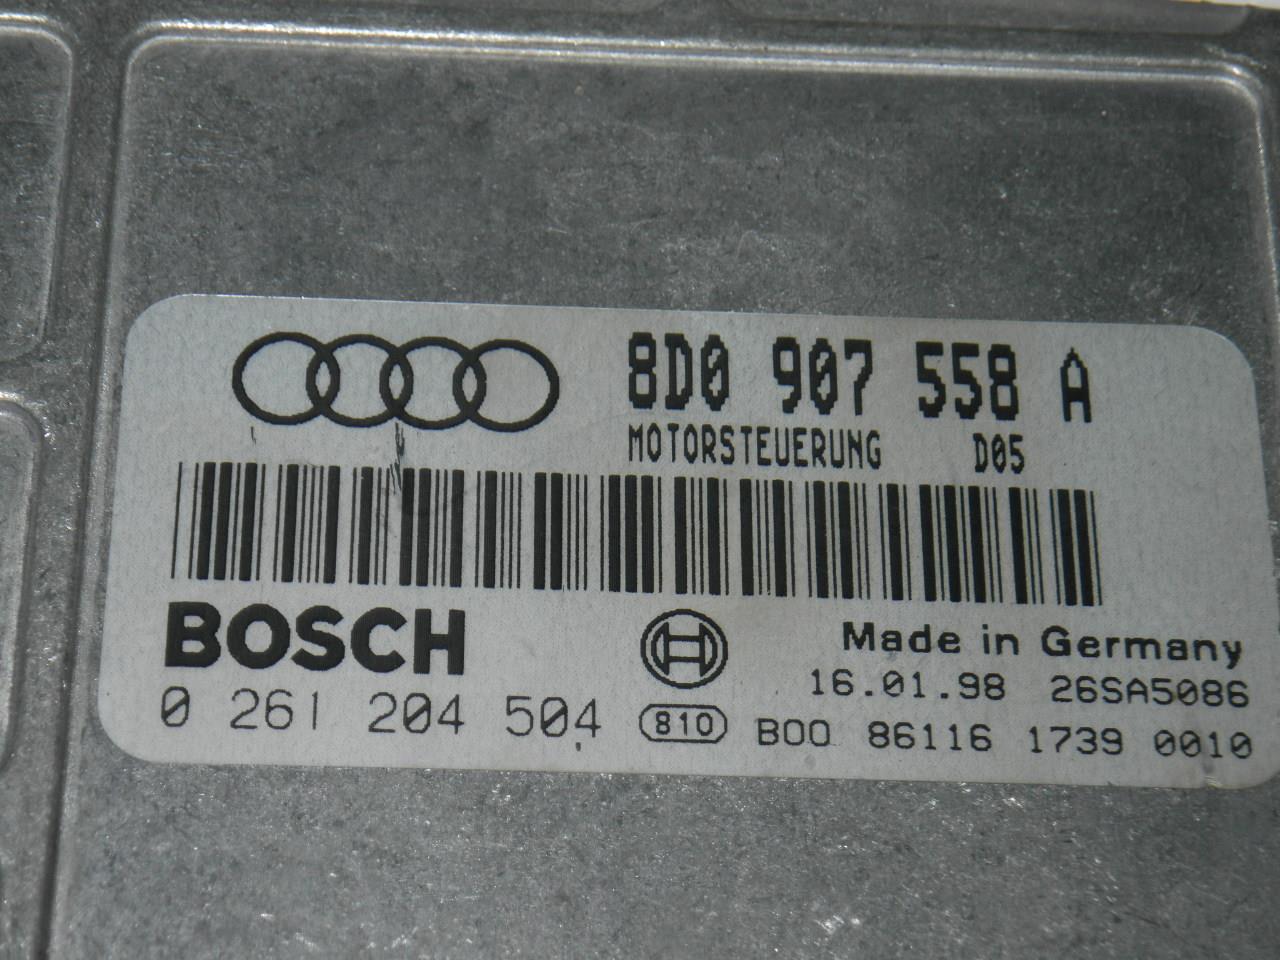 8D0 907 558 A
MOTORSTEUERUNG D05
BOSCH
Made in Germany
0 261 204 504
16.01.98 26SA5086
810 B00 86116 1739 0010